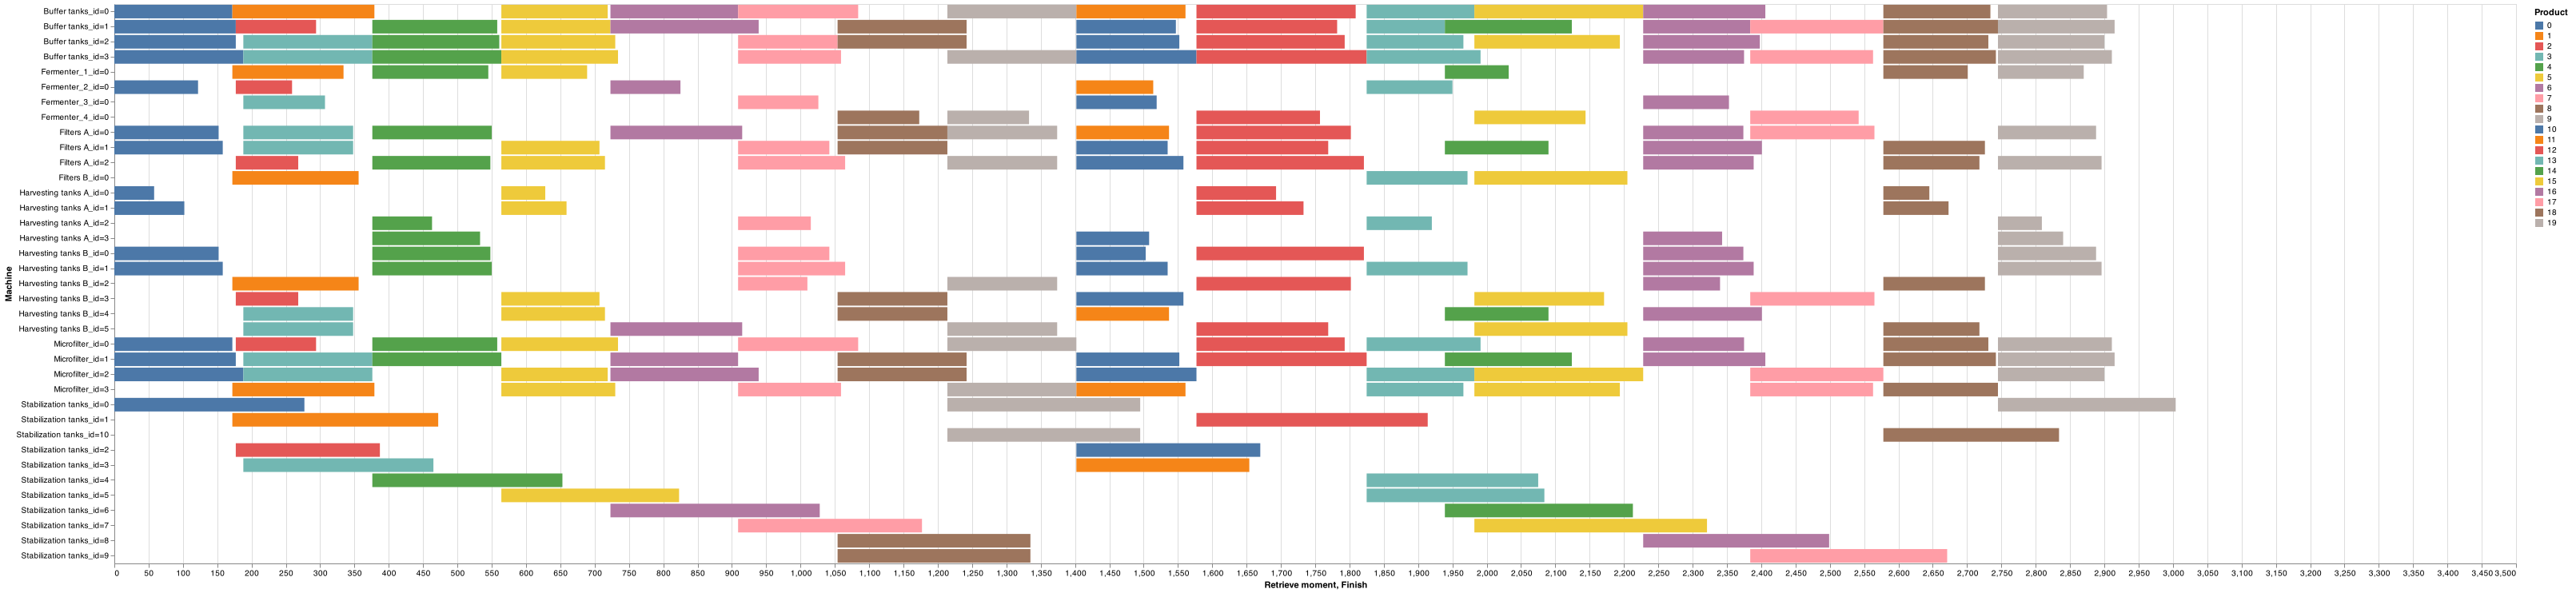 Machine
Buffer tanks_id=0
Buffer tanks_id=1
Buffer tanks_id=2
Buffer tanks_id=3
Fermenter_1_id=0
Fermenter_2_id=0
Fermenter_3_id=0
Fermenter_4_id=0
Filters A_id=0
Filters A_id=1
Filters A_id=2
Filters B_id=0
Harvesting tanks A_id=0
Harvesting tanks A_id=1
Harvesting tanks A_id=2
Harvesting tanks A_id=3
Harvesting tanks B_id=0
Harvesting tanks B_id=1
Harvesting tanks B_id=2
Harvesting tanks B_id=3
Harvesting tanks B_id=4
Harvesting tanks B_id=5
Microfilter_id=0
Microfilter_id=1
Microfilter_id=2
Microfilter_id=3
Stabilization tanks_id=0
Stabilization tanks_id=1
Stabilization tanks_id=10
Stabilization tanks_id=2
Stabilization tanks_id=3
Stabilization tanks_id=4
Stabilization tanks_id=5
Stabilization tanks_id=6
Stabilization tanks_id=7
Stabilization tanks_id=8
Stabilization tanks_id=9
0 50 100 150 200 250 300 350 400 450 500 550 600 650 700 750 800 850 900 950 1,000 1,050 1,100 1,150 1,200 1,250 1,300 1,350 1,400 1,450 1,500 1,550 1,600 1,650 1,700 1,750 1,800 1,850 1,900 1,950 2,000 2,050 2,100 2,150 2,200 2,250 2,300 2,350 2,400 2,450 2,500 2,550 2,600 2,650 2,700 2,750 2,800 2,850 2,900 2,950 3,000 3,050 3,100 3,150 3,200 3,250 3,300 3,350 3,400 3,450 3,500
Retrieve moment, Finish
Product
0
1
2
3
4
5
6
7
8
9
10
11
12
13
14
15
16
17
18
19